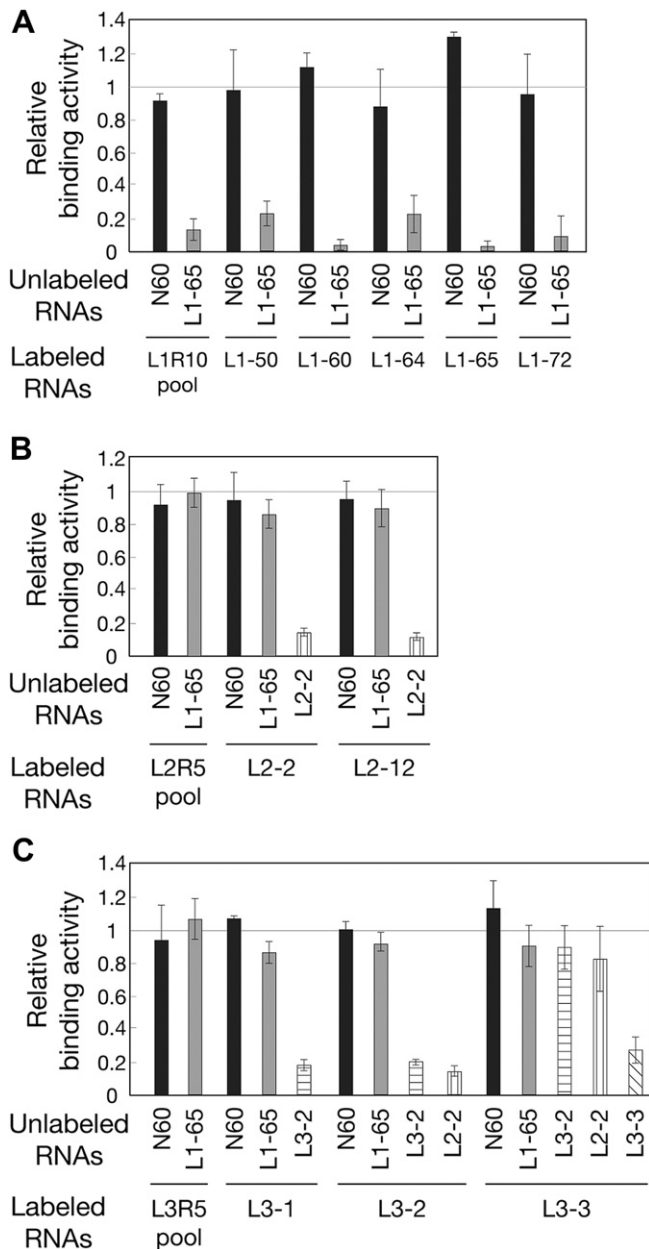 A
Relative
binding activity
1.4
1.2
1
0.8
0.6
0.4
0.2
0
Unlabeled
RNAs
N60 L1-65 N60 L1-65 N60 L1-65 N60 L1-65 N60 L1-65 N60 L1-65
Labeled
RNAs
L1R10 L1-50 L1-60 L1-64 L1-65 L1-72
pool
B
Relative
binding activity
1.2
1
0.8
0.6
0.4
0.2
0
Unlabeled
RNAs
N60 L1-65 N60 L1-65 L2-2 N60 L1-65 L2-2
Labeled
RNAs
L2R5 L2-2 L2-12
pool
C
Relative
binding activity
1.4
1.2
1
0.8
0.6
0.4
0.2
0
Unlabeled
RNAs
N60 L1-65 N60 L1-65 L3-2 N60 L1-65 L3-2 L2-2 N60 L1-65 L3-2 L2-2 L3-3
Labeled
RNAs
L3R5 L3-1 L3-2 L3-3
pool